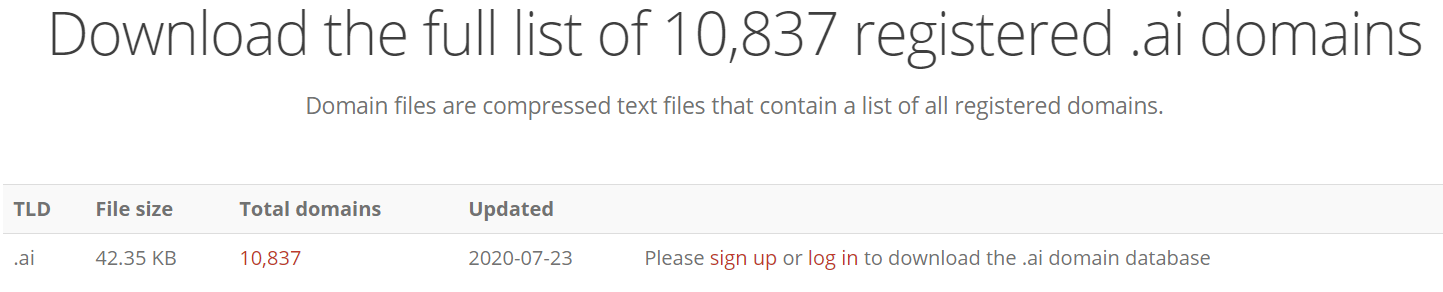 Download the full list of 10,837 registered .ai domains
Domain files are compressed text files that contain a list of all registered domains.
TLD File size Total domains Updated
.ai 42.35 KB 10,837 2020-07-23 Please sign up or log in to download the .ai domain database